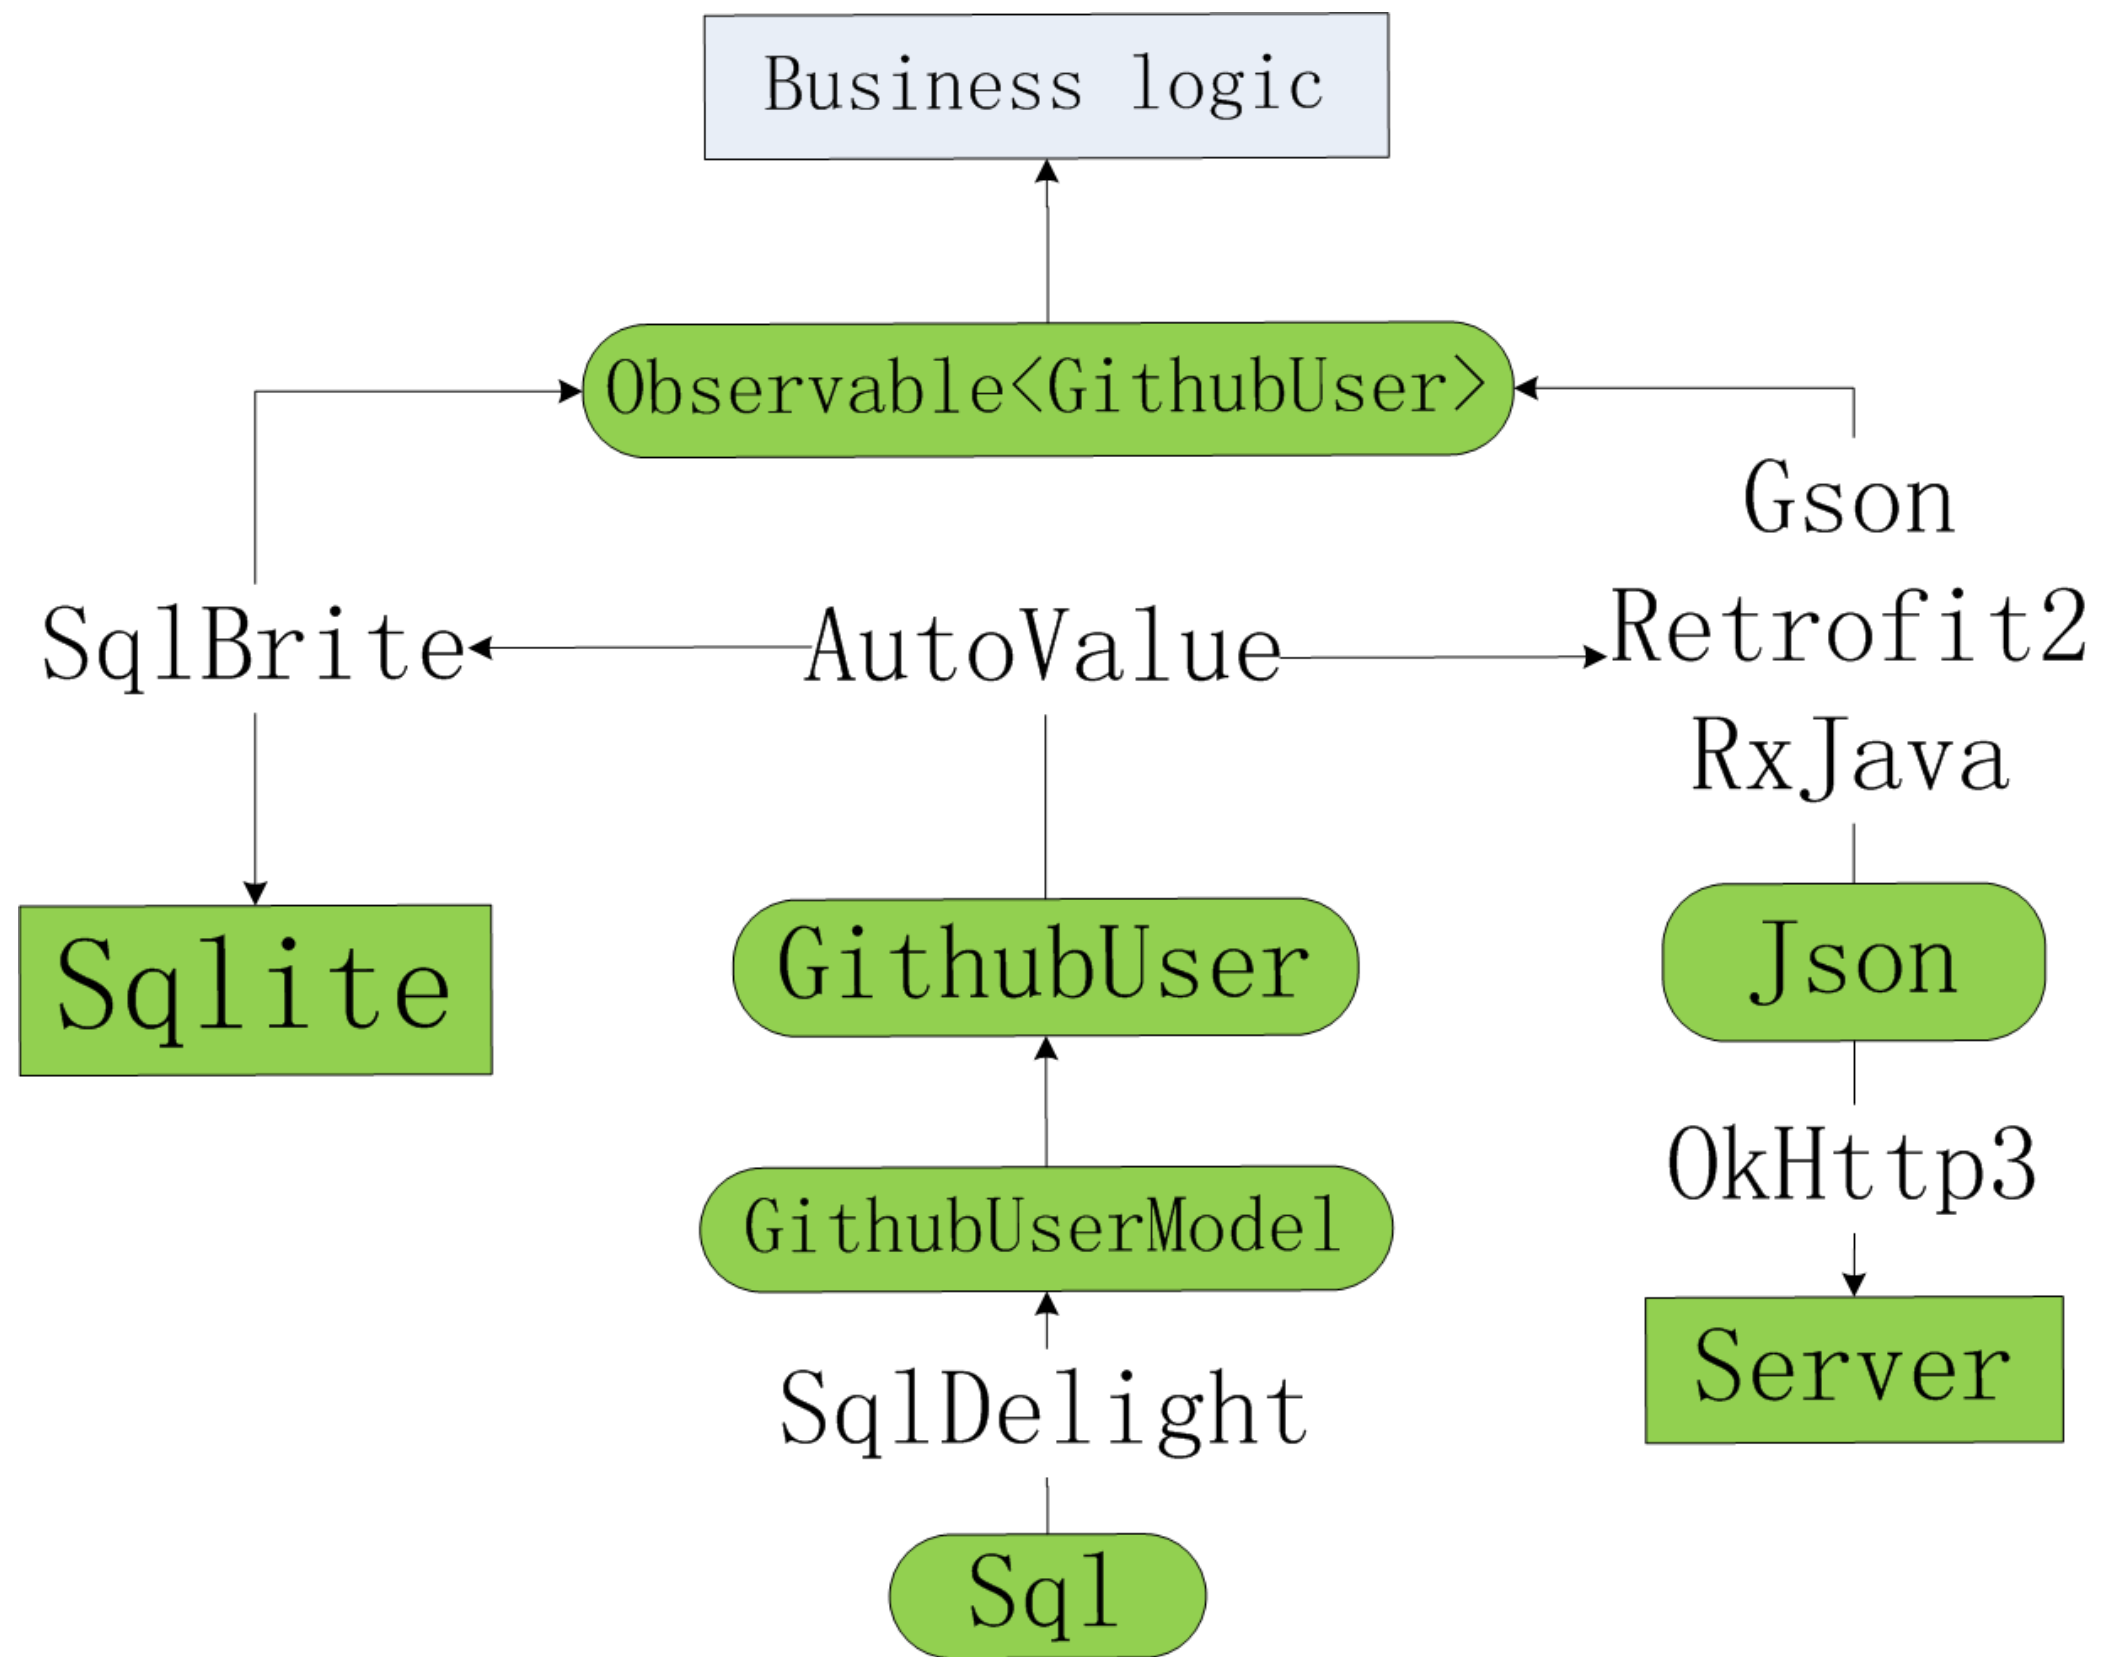 Business logic
Observable<GithubUser>
Gson
SqlBrite
AutoValue
Retrofit2
RxJava
Sqlite
GithubUser
Json
OkHttp3
GithubUserModel
Server
SqlDelight
Sql